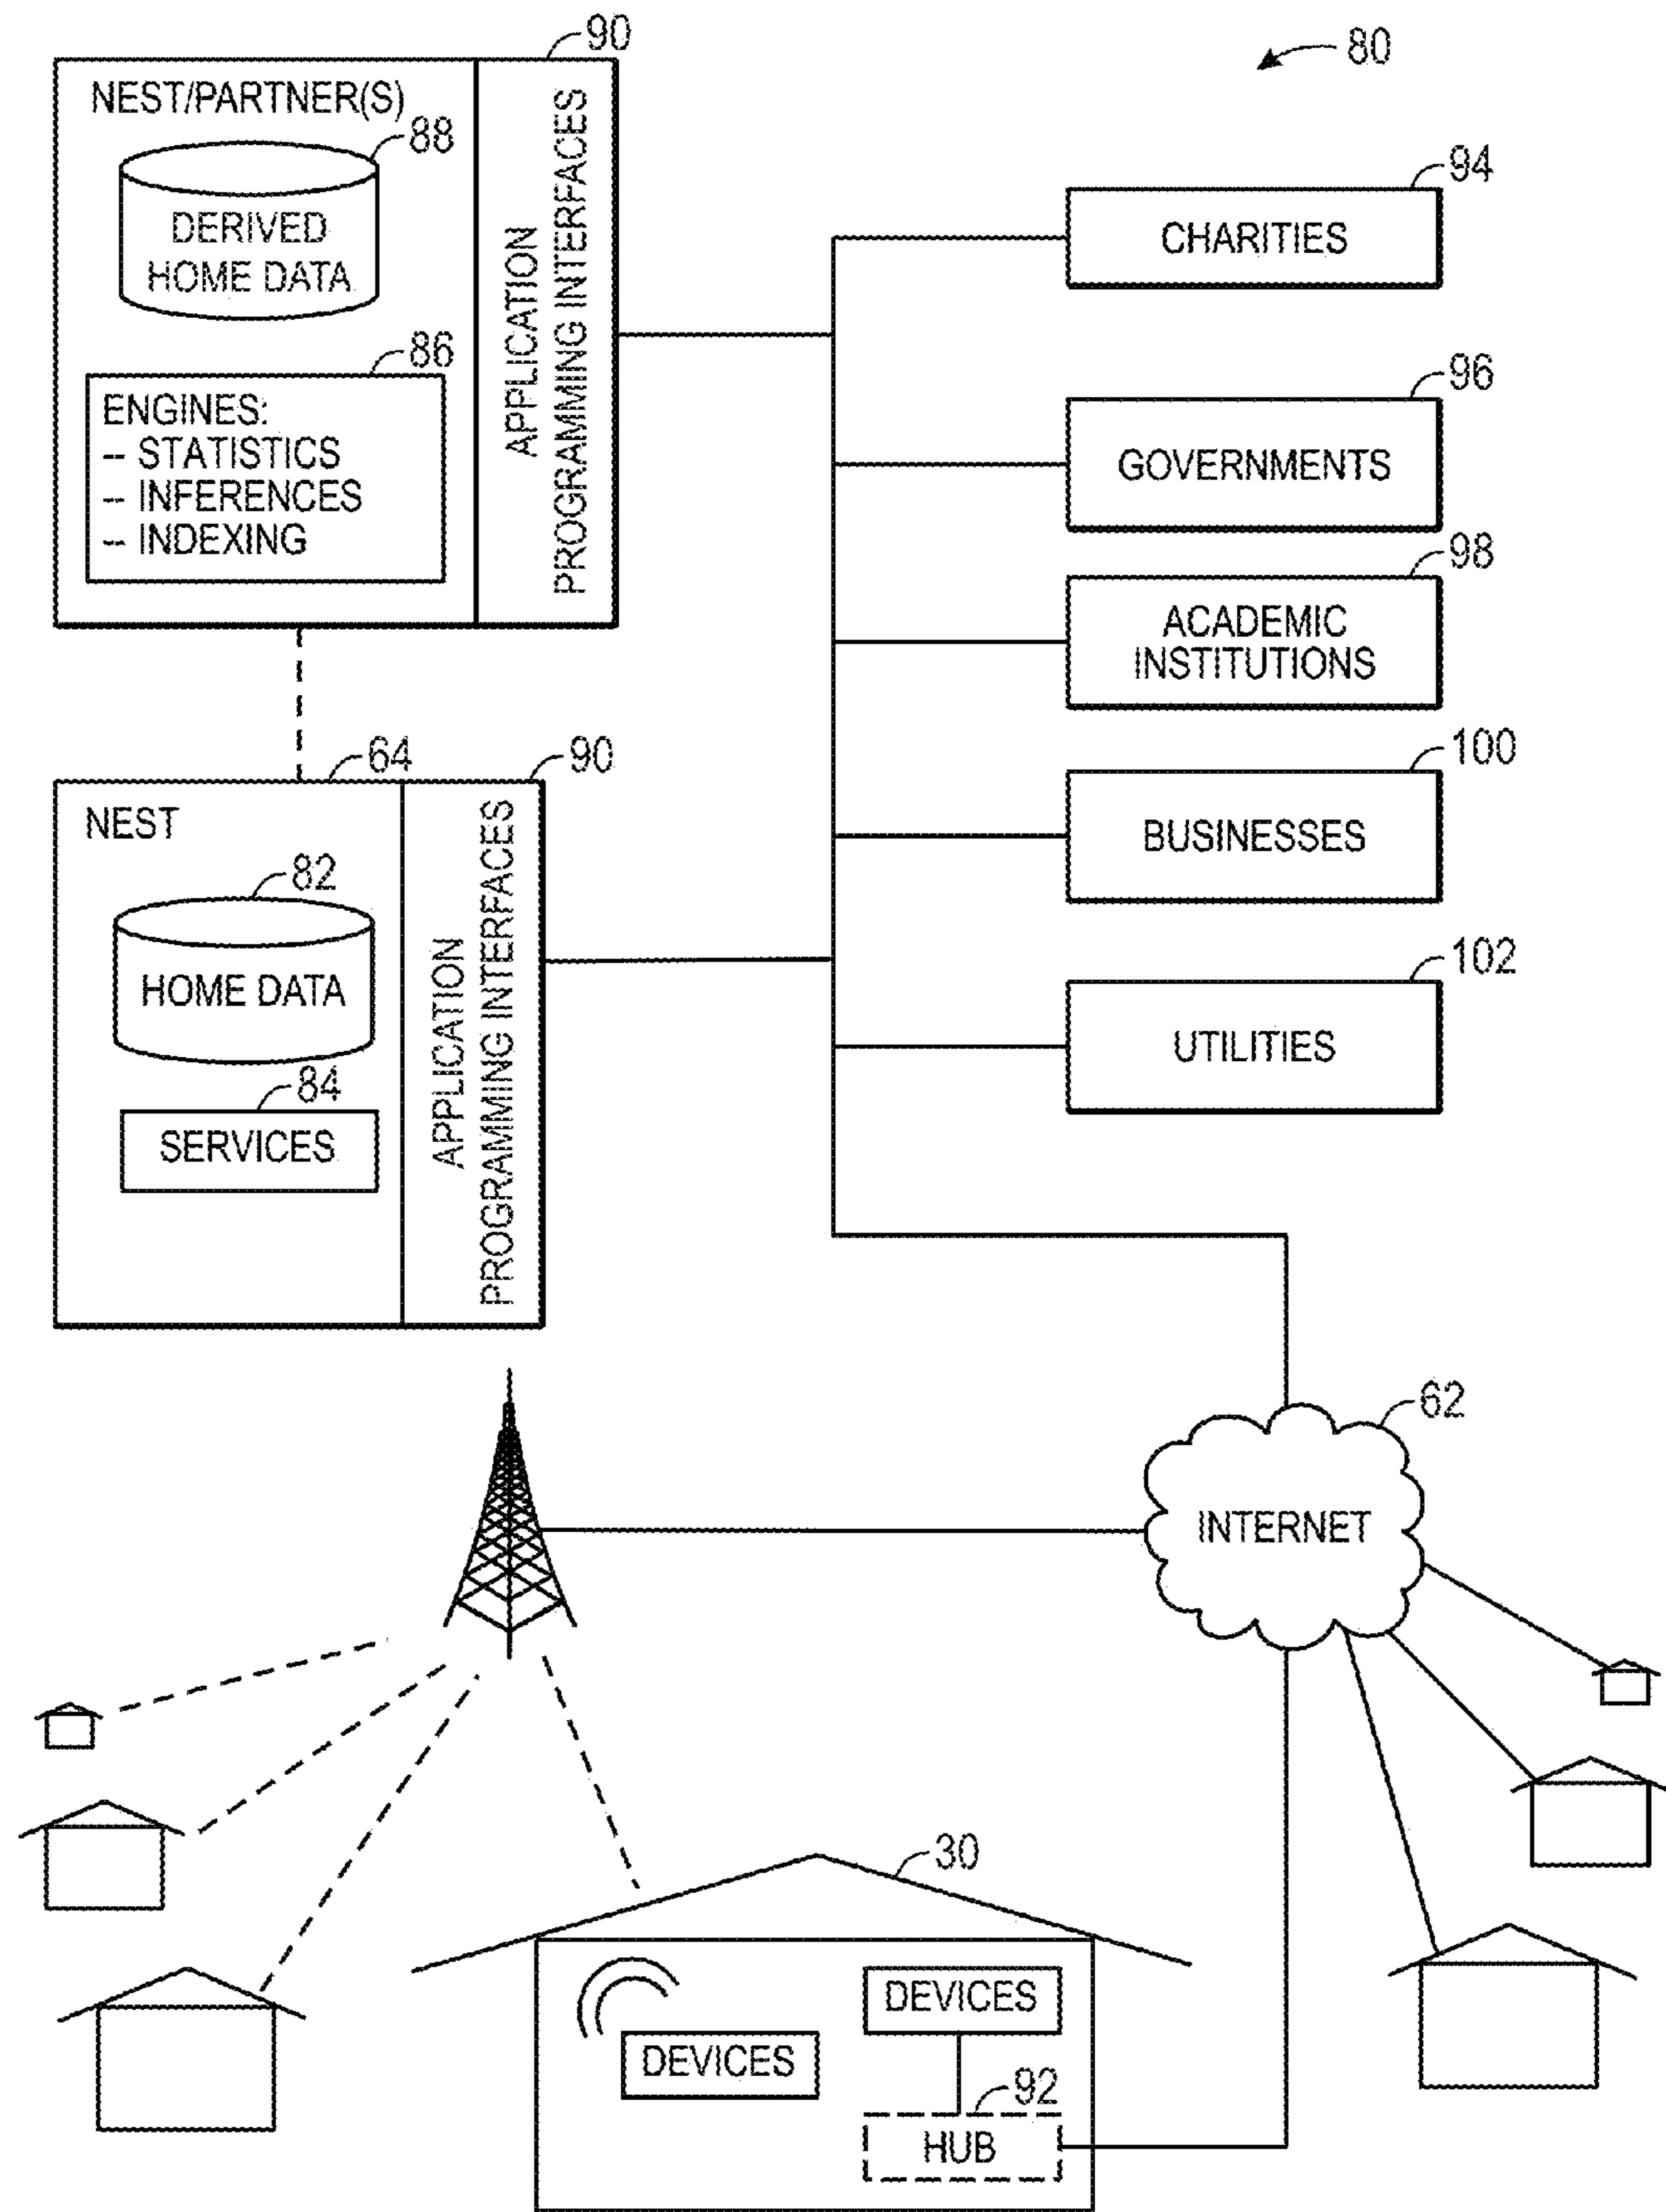 80
90
NEST/PARTNER(S)
88
DERIVED
HOME DATA
86
ENGINES:
-- STATISTICS
-- INFERENCES
-- INDEXING
APPLICATION
PROGRAMMING INTERFACES
94
CHARITIES
96
GOVERNMENTS
98
ACADEMIC
INSTITUTIONS
100
BUSINESSES
102
UTILITIES
64
90
NEST
82
HOME DATA
84
SERVICES
APPLICATION
PROGRAMMING INTERFACES
62
INTERNET
30
DEVICES
DEVICES
92
HUB